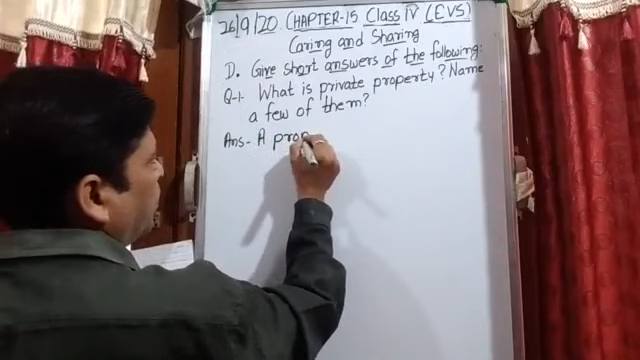 26/9/20. CHAPTER-15 Class IV (EVS)
Caring and Sharing
D. Give short answers of the following:
Q-1. What is private property? Name
a few of them?
Ans- A prop